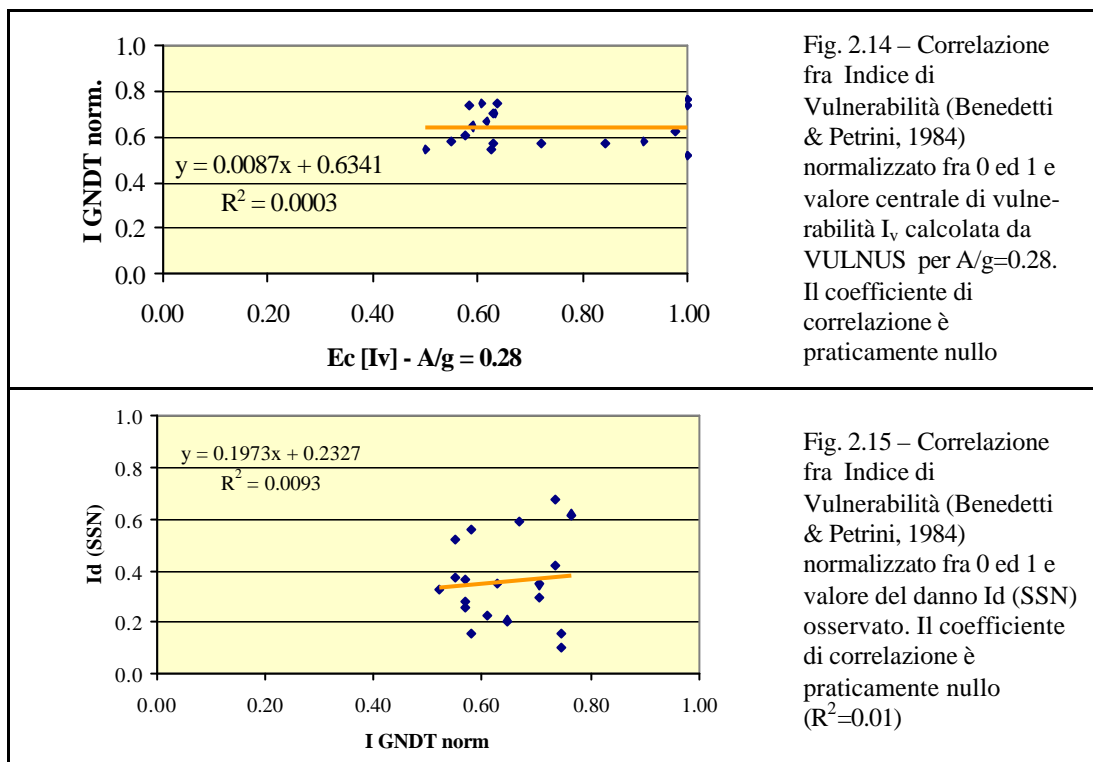 1.0
0.8
0.6
0.4
0.2
0.0
I GNDT norm.
y = 0.0087x + 0.6341
R² = 0.0003
0.00 0.20 0.40 0.60 0.80 1.00
Ec [Iv] - A/g = 0.28
Fig. 2.14 – Correlazione
fra Indice di
Vulnerabilità (Benedetti
& Petrini, 1984)
normalizzato fra 0 ed 1 e
valore centrale di vulne-
rabilità Iv calcolata da
VULNUS per A/g=0.28.
Il coefficiente di
correlazione è
praticamente nullo
1.0
0.8
0.6
0.4
0.2
0.0
Id (SSN)
y = 0.1973x + 0.2327
R² = 0.0093
0.00 0.20 0.40 0.60 0.80 1.00
I GNDT norm
Fig. 2.15 – Correlazione
fra Indice di
Vulnerabilità (Benedetti
& Petrini, 1984)
normalizzato fra 0 ed 1 e
valore del danno Id (SSN)
osservato. Il coefficiente
di correlazione è
praticamente nullo
(R²=0.01)